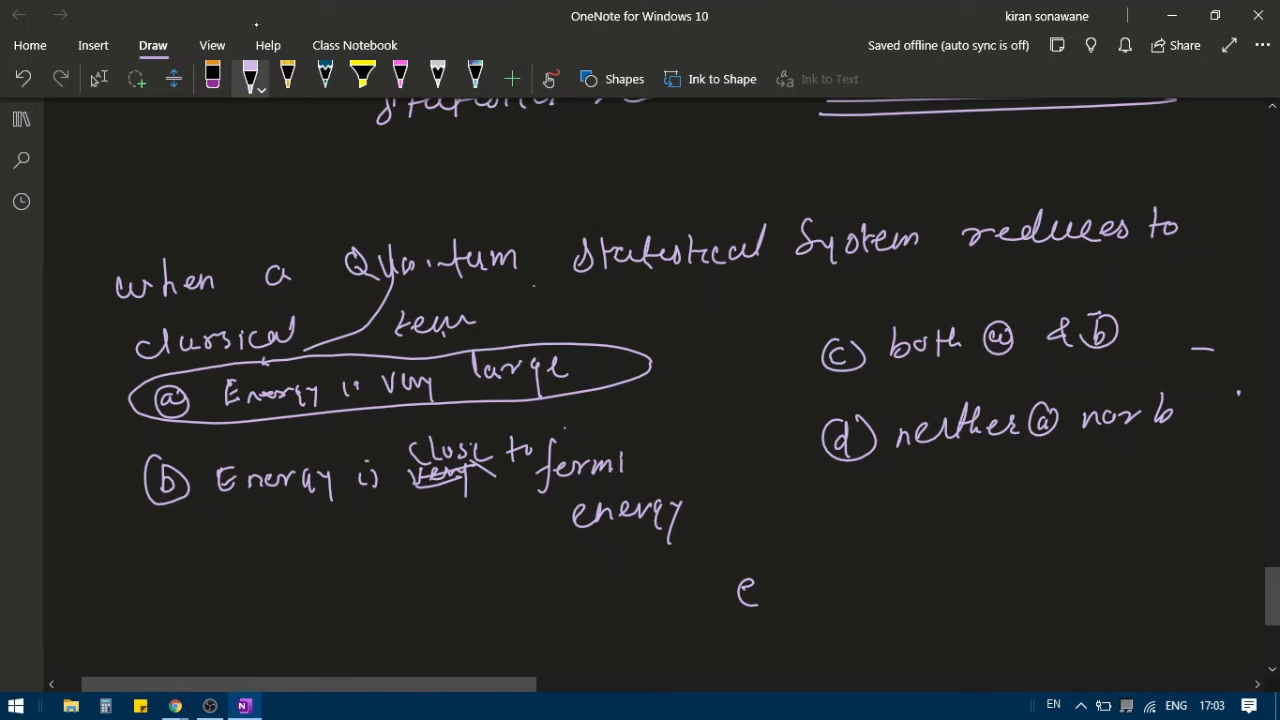 OneNote for Windows 10
kiran sonawane
Home Insert Draw View Help Class Notebook
Saved offline (auto sync is off) Share
Shapes Ink to Shape Ink to Text
when a Quantum statistical system reduces to
classical
(a) Energy is very large
(b) Energy is close to fermi
energy
(c) both (a) & (b)
(d) neither (a) nor b
e
EN ENG 17:03